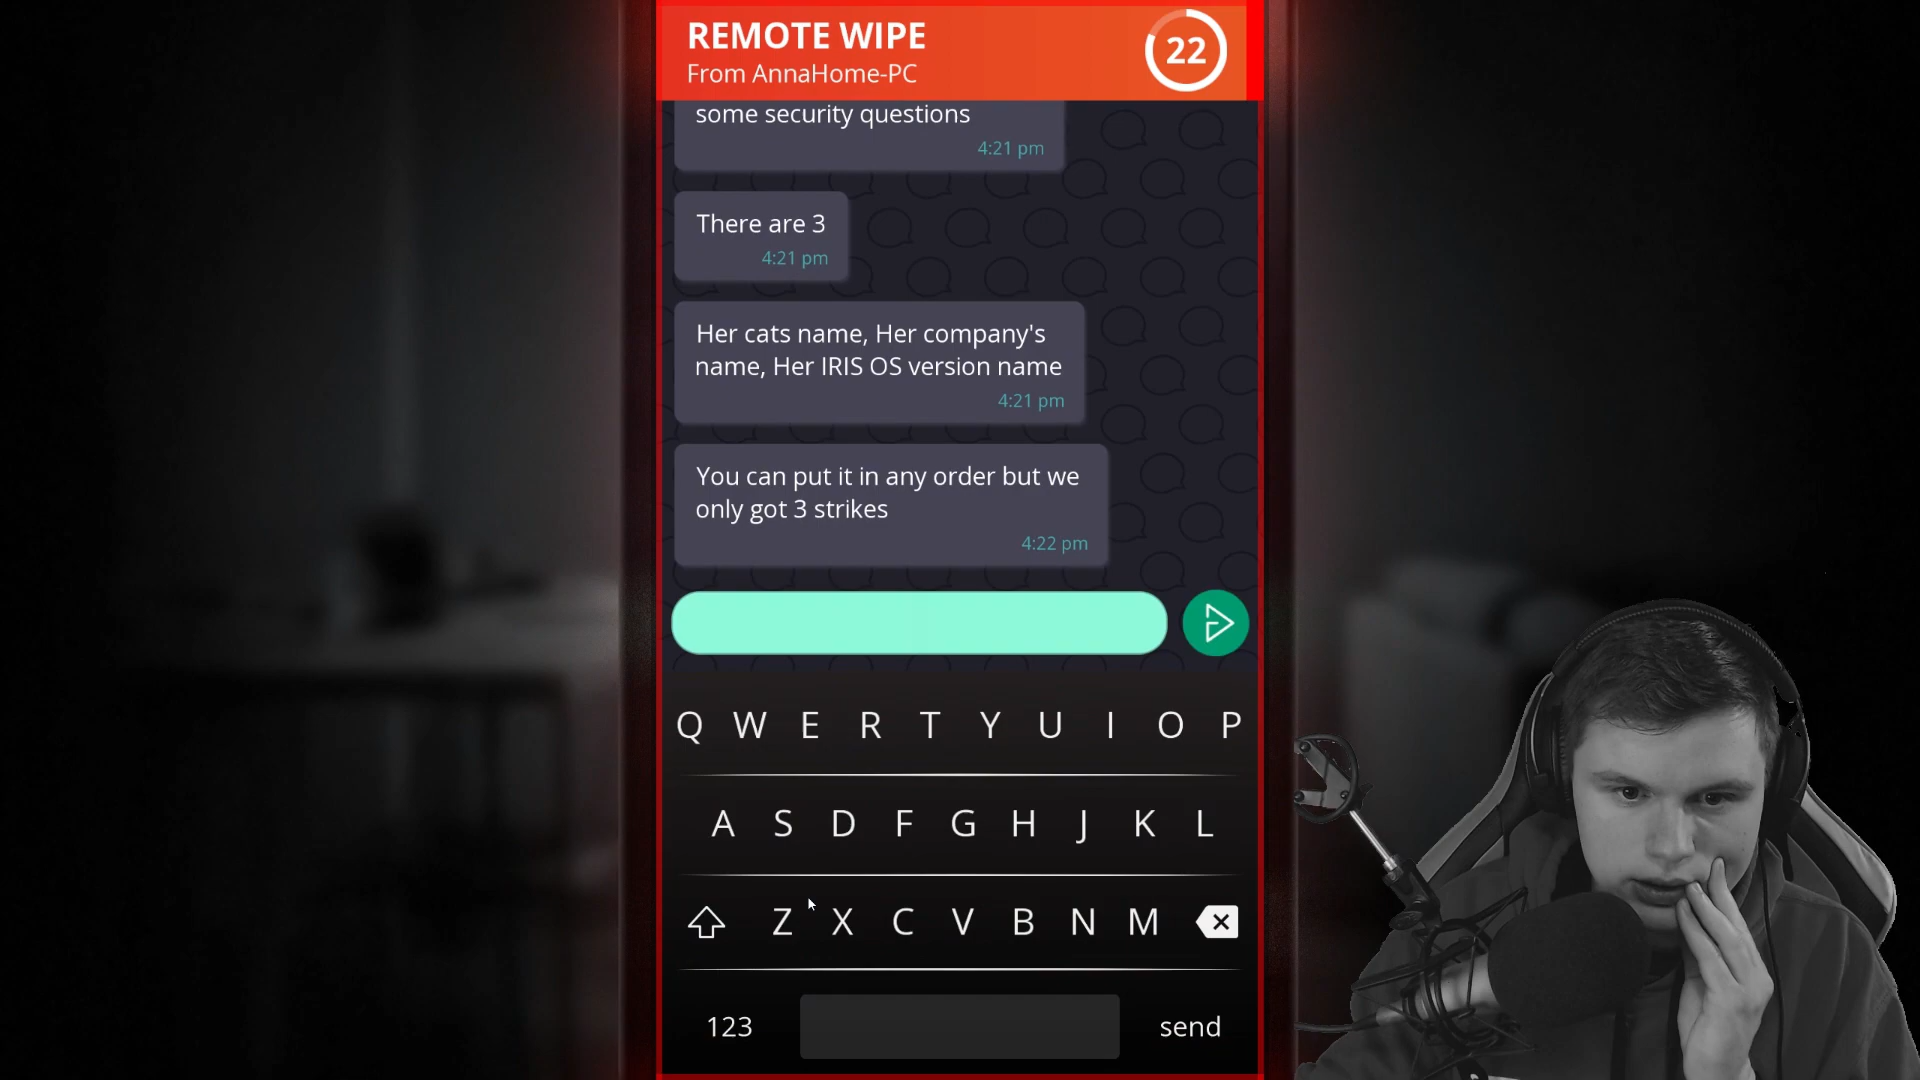 REMOTE WIPE
From AnnaHome-PC
22
some security questions
4:21 pm
There are 3
4:21 pm
Her cats name, Her company's
name, Her IRIS OS version name
4:21 pm
You can put it in any order but we
only got 3 strikes
4:22 pm
Q W E R T Y U I O P
A S D F G H J K L
Z X C V B N M
123
send